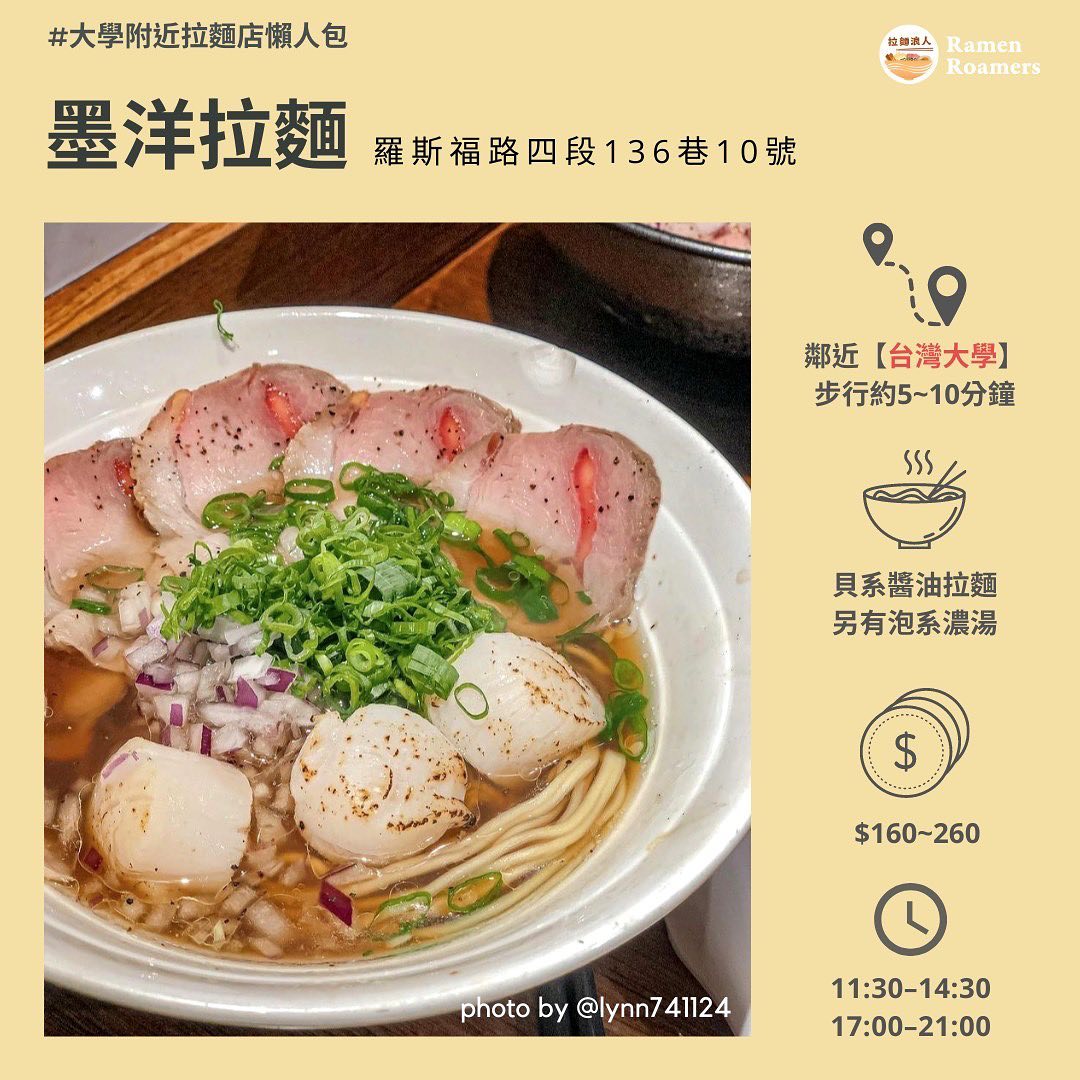 #大學附近拉麵店懶人包
拉麵浪人
Ramen
Roamers
墨洋拉麵
羅斯福路四段136巷10號
鄰近【台灣大學】
步行約5~10分鐘
貝系醬油拉麵
另有泡系濃湯
$
$160~260
11:30–14:30
17:00–21:00
photo by @lynn741124